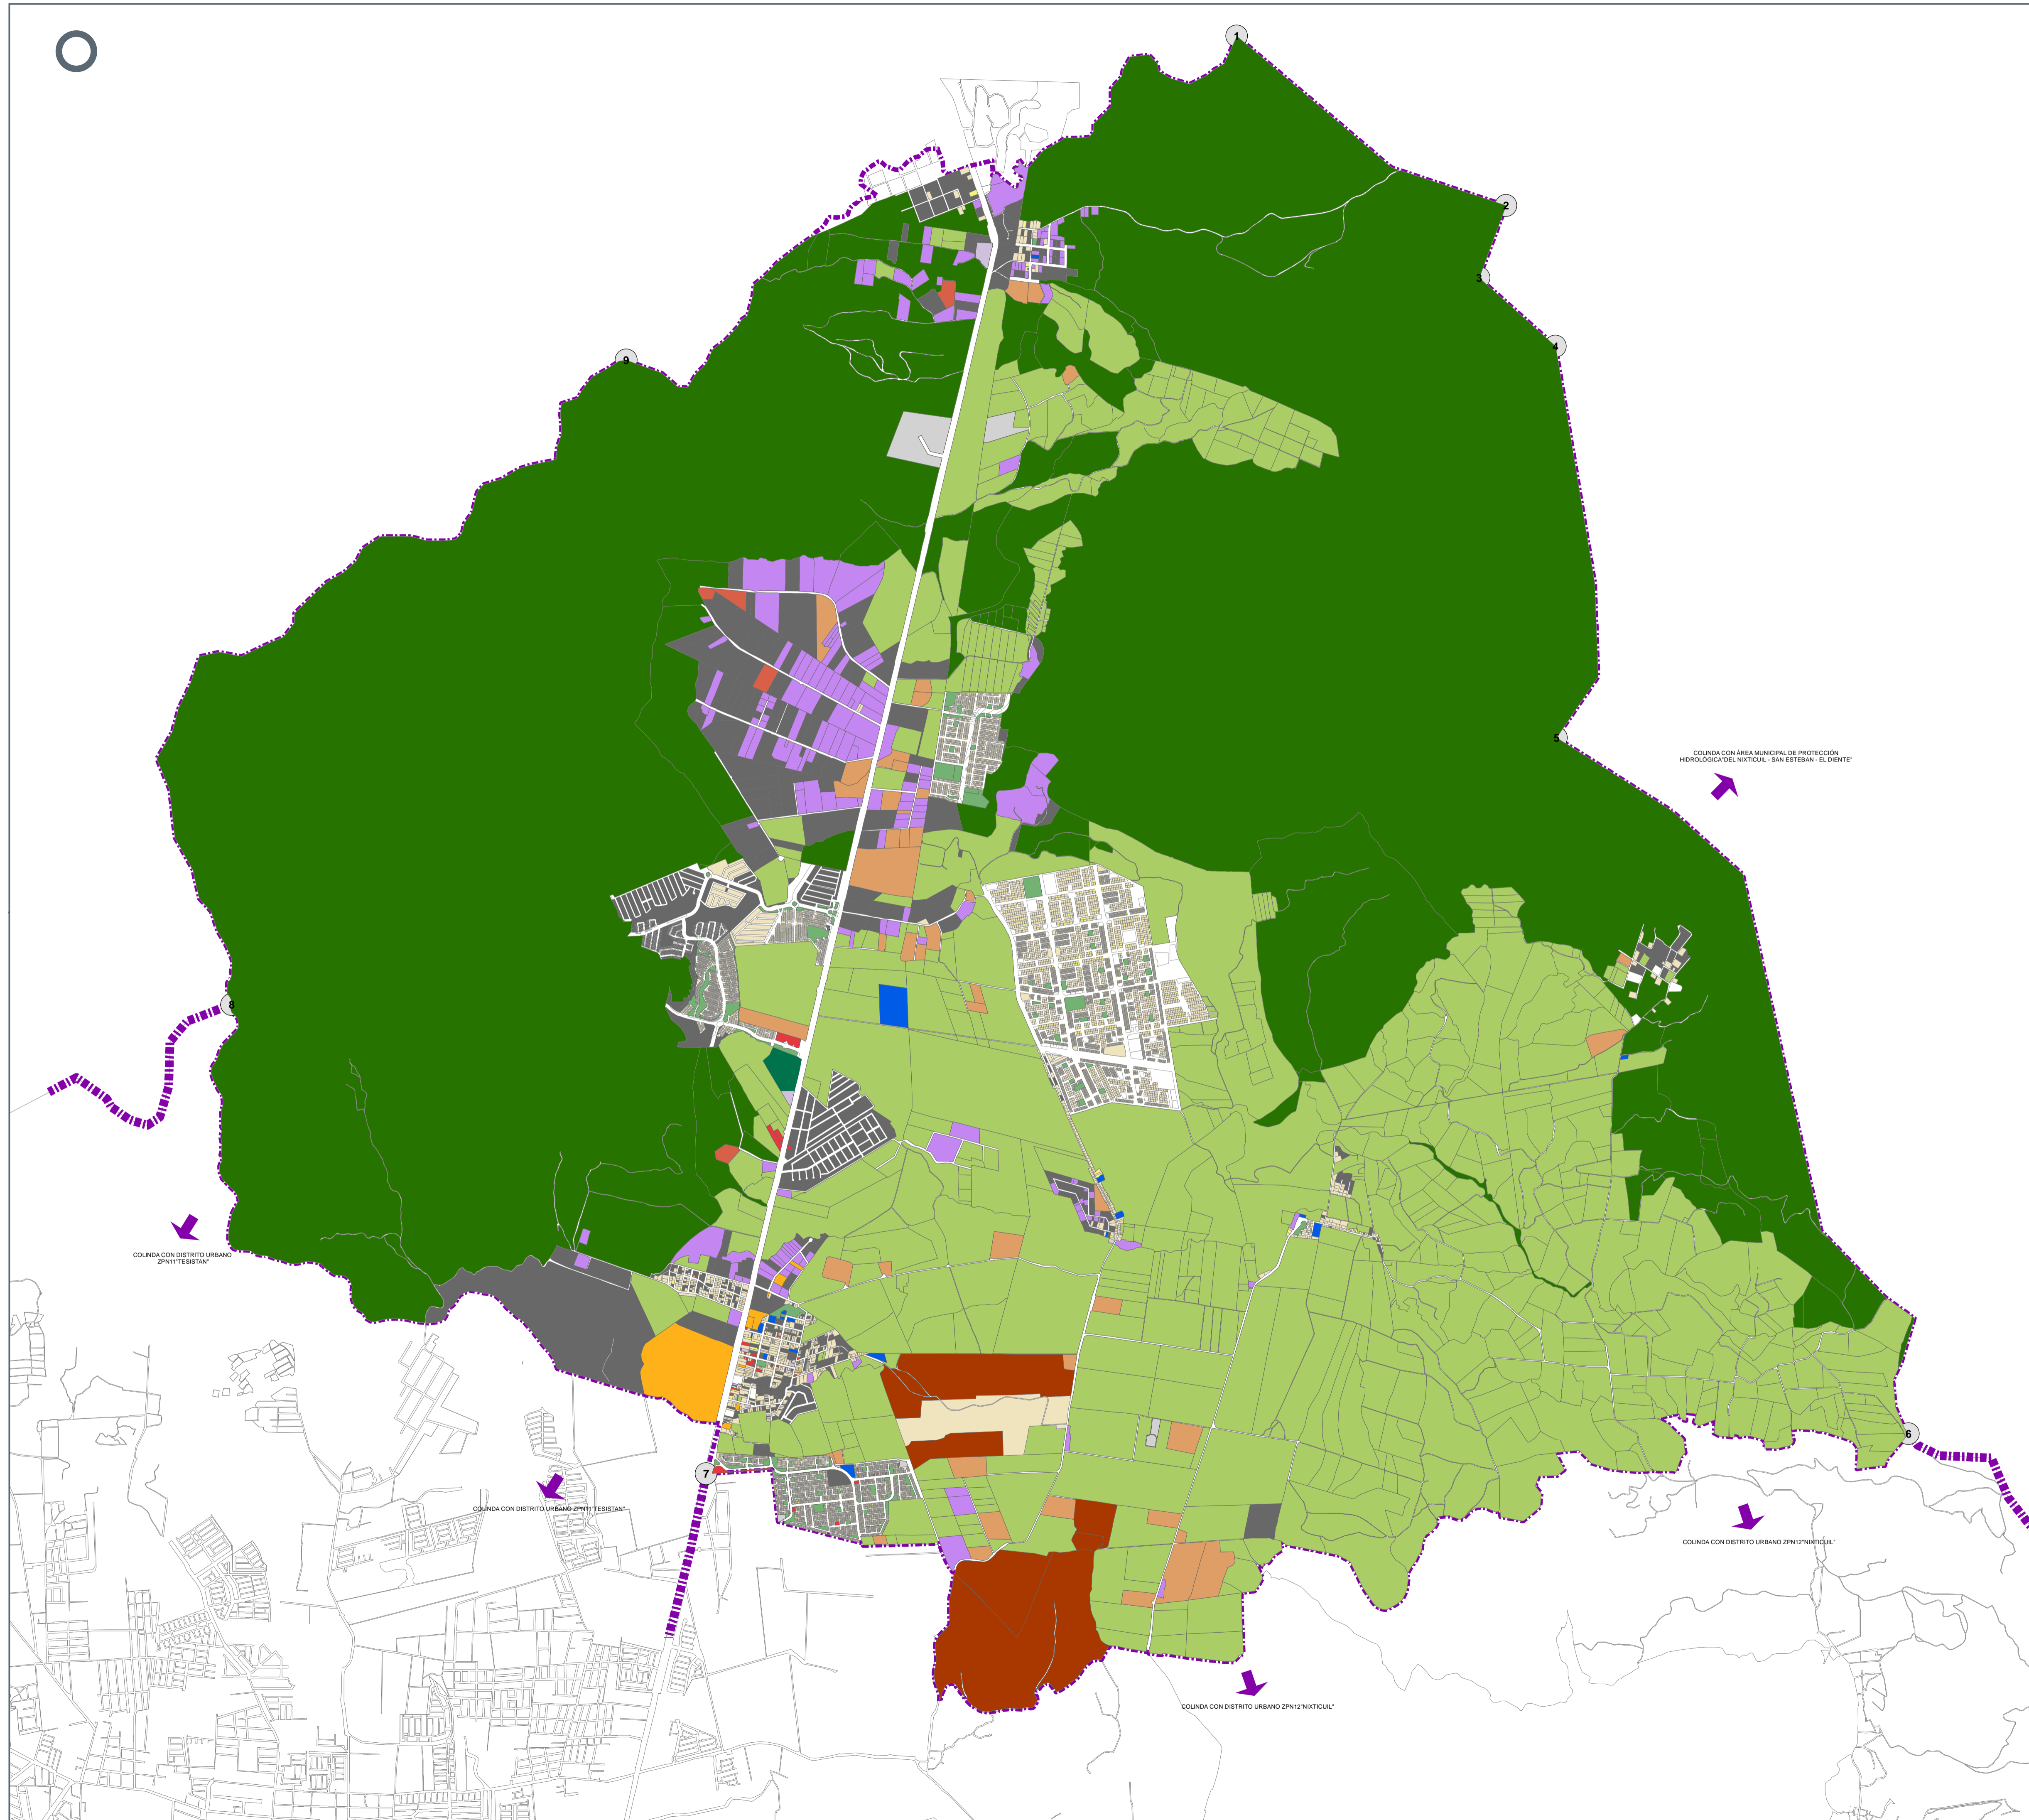 1
2
3
4
9
5
COLINDA CON ÁREA MUNICIPAL DE PROTECCIÓN
HIDROLÓGICA"DEL NIXTICUIL - SAN ESTEBAN - EL DIENTE"
8
COLINDA CON DISTRITO URBANO
ZPN11"TESISTAN"
6
7
COLINDA CON DISTRITO URBANO ZPN11"TESISTAN"
COLINDA CON DISTRITO URBANO ZPN12"NIXTICUIL"
COLINDA CON DISTRITO URBANO ZPN12"NIXTICUIL"